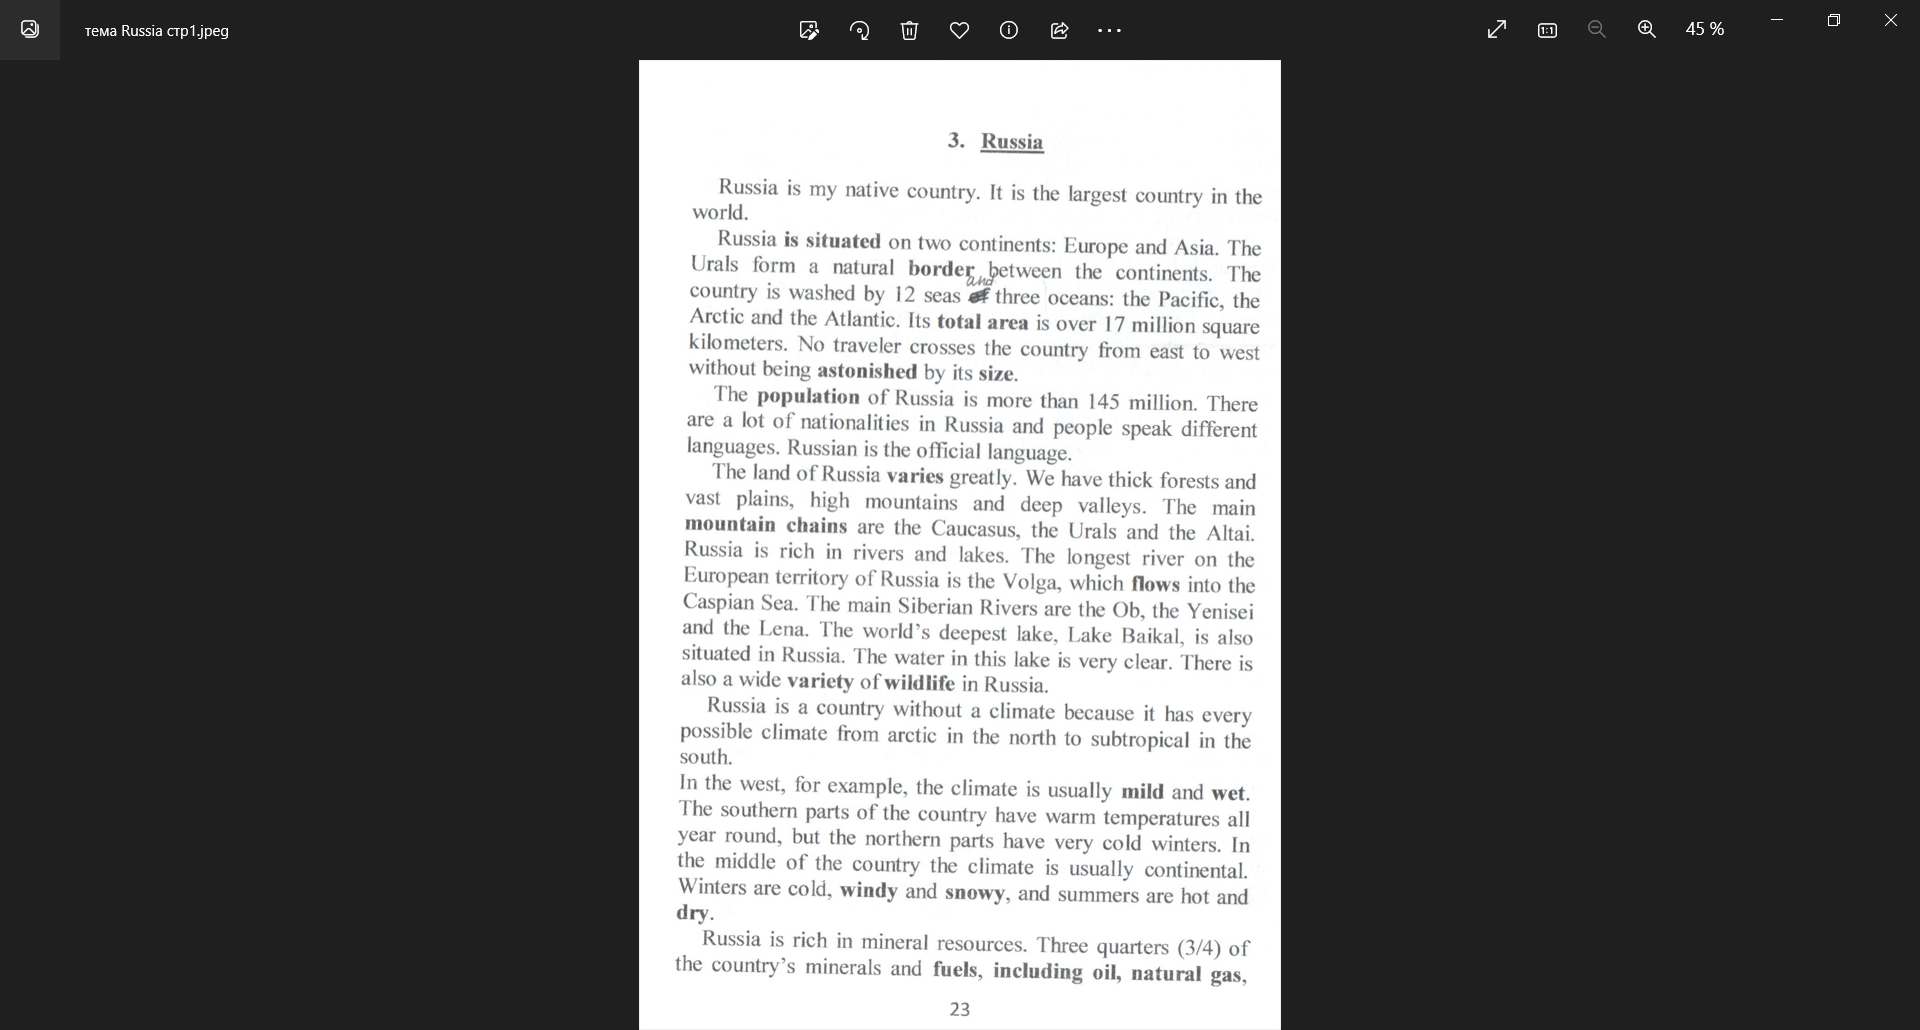 тема Russia стр1.jpeg
45 %
3. Russia
Russia is my native country. It is the largest country in the
world.
Russia is situated on two continents: Europe and Asia. The
Urals form a natural border between the continents. The
and
country is washed by 12 seas of three oceans: the Pacific, the
Arctic and the Atlantic. Its total area is over 17 million square
kilometers. No traveler crosses the country from east to west
without being astonished by its size.
The population of Russia is more than 145 million. There
are a lot of nationalities in Russia and people speak different
languages. Russian is the official language.
The land of Russia varies greatly. We have thick forests and
vast plains, high mountains and deep valleys. The main
mountain chains are the Caucasus, the Urals and the Altai.
Russia is rich in rivers and lakes. The longest river on the
European territory of Russia is the Volga, which flows into the
Caspian Sea. The main Siberian Rivers are the Ob, the Yenisei
and the Lena. The world's deepest lake, Lake Baikal, is also
situated in Russia. The water in this lake is very clear. There is
also a wide variety of wildlife in Russia.
Russia is a country without a climate because it has every
possible climate from arctic in the north to subtropical in the
south.
In the west, for example, the climate is usually mild and wet.
The southern parts of the country have warm temperatures all
year round, but the northern parts have very cold winters. In
the middle of the country the climate is usually continental.
Winters are cold, windy and snowy, and summers are hot and
dry.
Russia is rich in mineral resources. Three quarters (3/4) of
the country's minerals and fuels, including oil, natural gas,
23